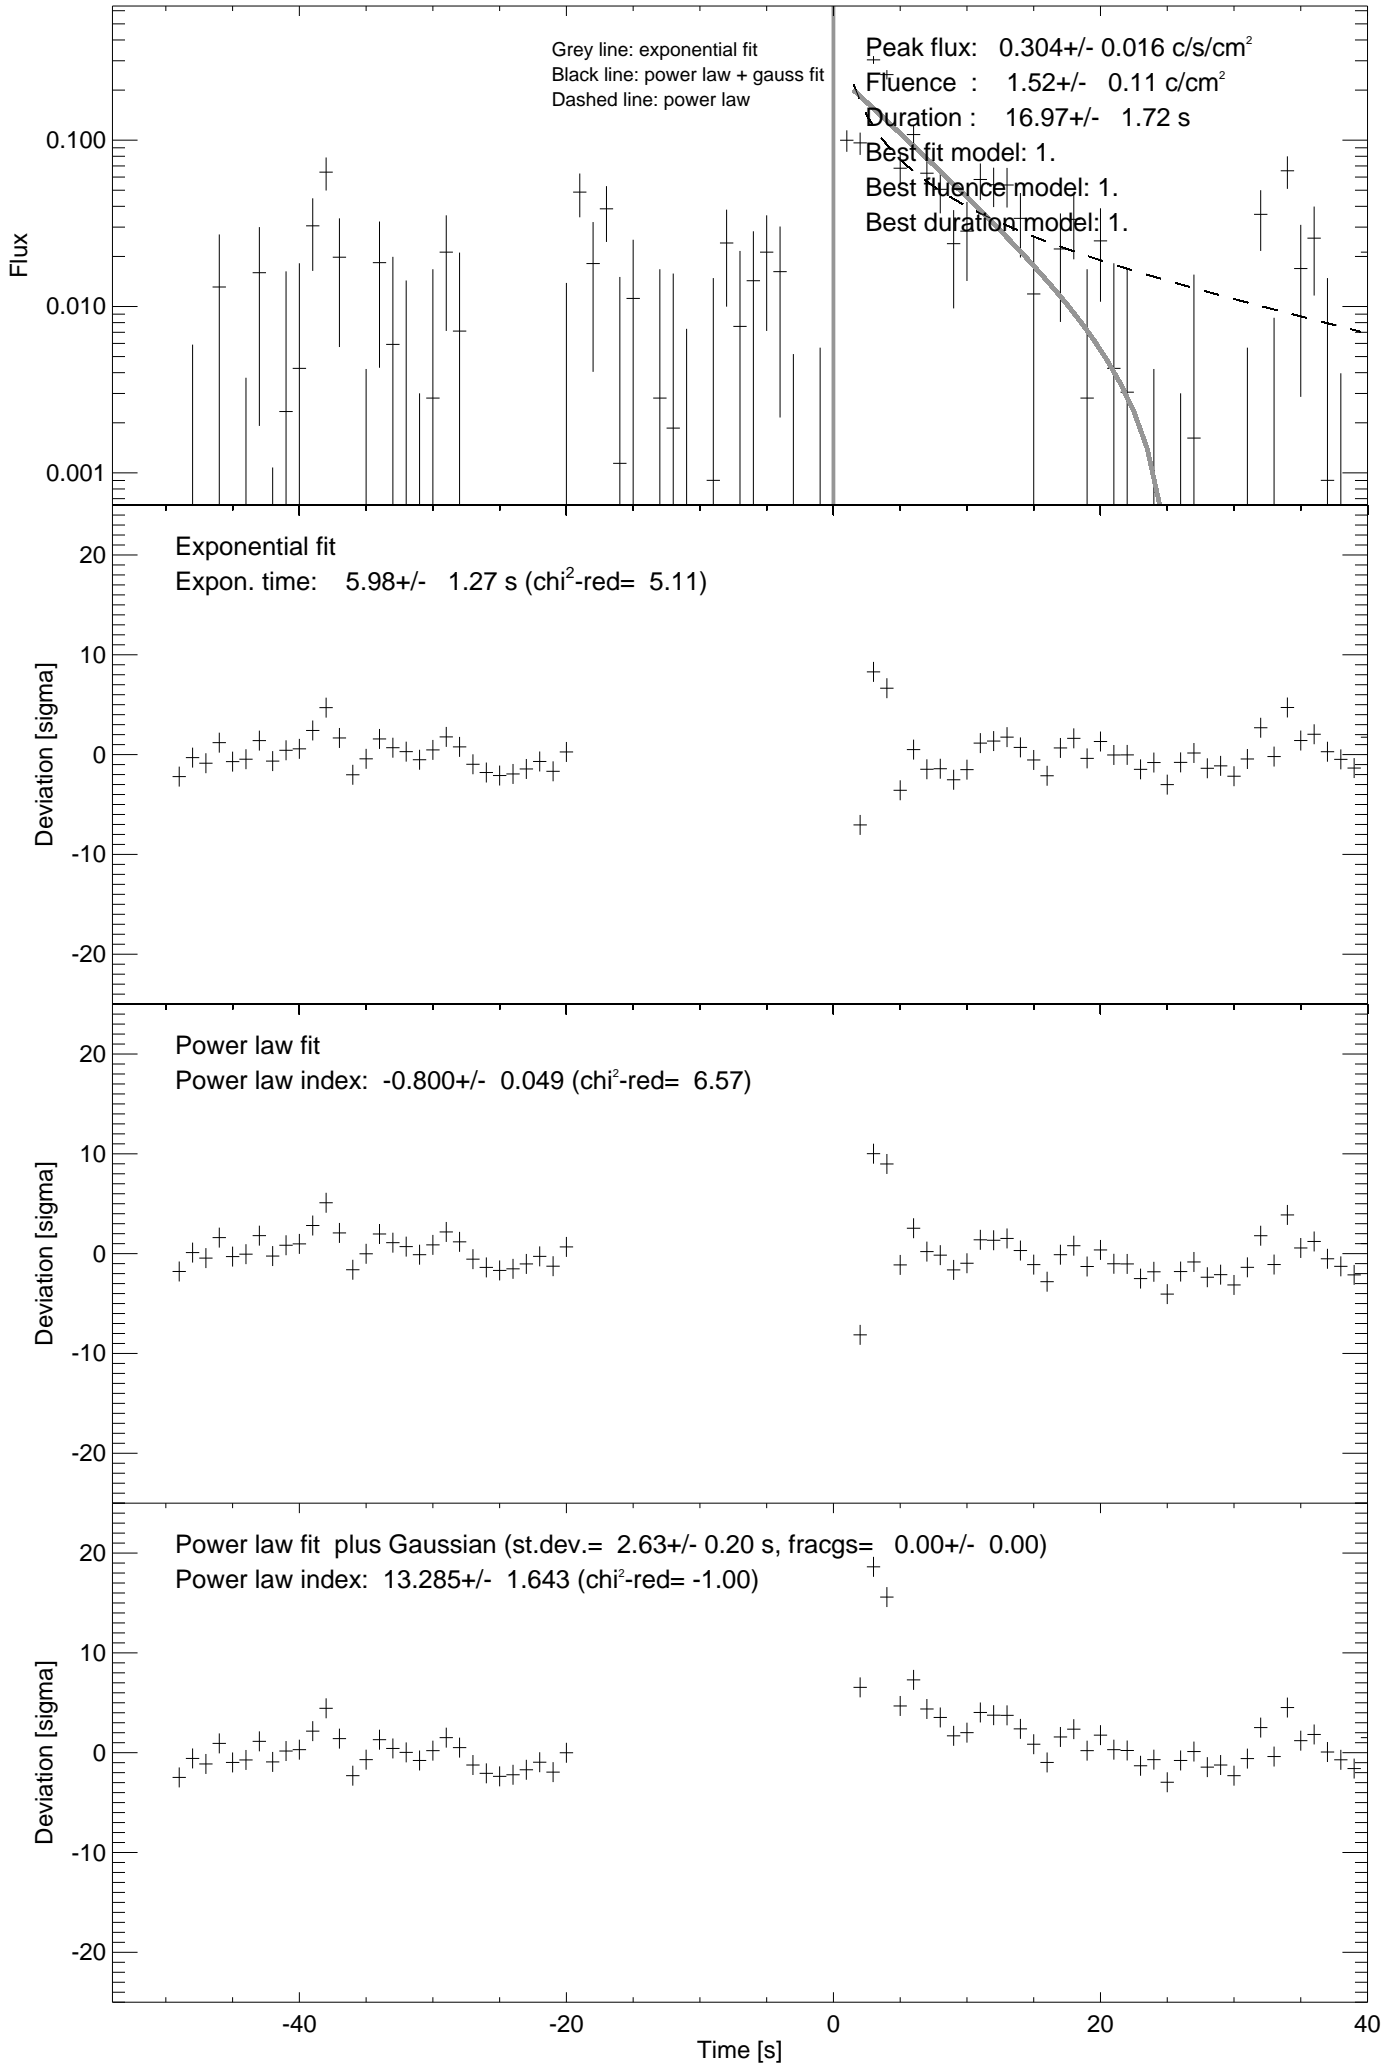 Grey line: exponential fit
Black line: power law + gauss fit
Dashed line: power law
Peak flux: 0.304+/- 0.016 c/s/cm²
Fluence : 1.52+/- 0.11 c/cm²
Duration : 16.97+/- 1.72 s
Best fit model: 1.
Best fluence model: 1.
Best duration model: 1.
0.100
0.010
0.001
Flux
Exponential fit
Expon. time: 5.98+/- 1.27 s (chi²-red= 5.11)
20
10
0
-10
-20
Deviation [sigma]
Power law fit
Power law index: -0.800+/- 0.049 (chi²-red= 6.57)
20
10
0
-10
-20
Deviation [sigma]
Power law fit plus Gaussian (st.dev.= 2.63+/- 0.20 s, fracgs= 0.00+/- 0.00)
Power law index: 13.285+/- 1.643 (chi²-red= -1.00)
20
10
0
-10
-20
Deviation [sigma]
-40 -20 0 20 40
Time [s]